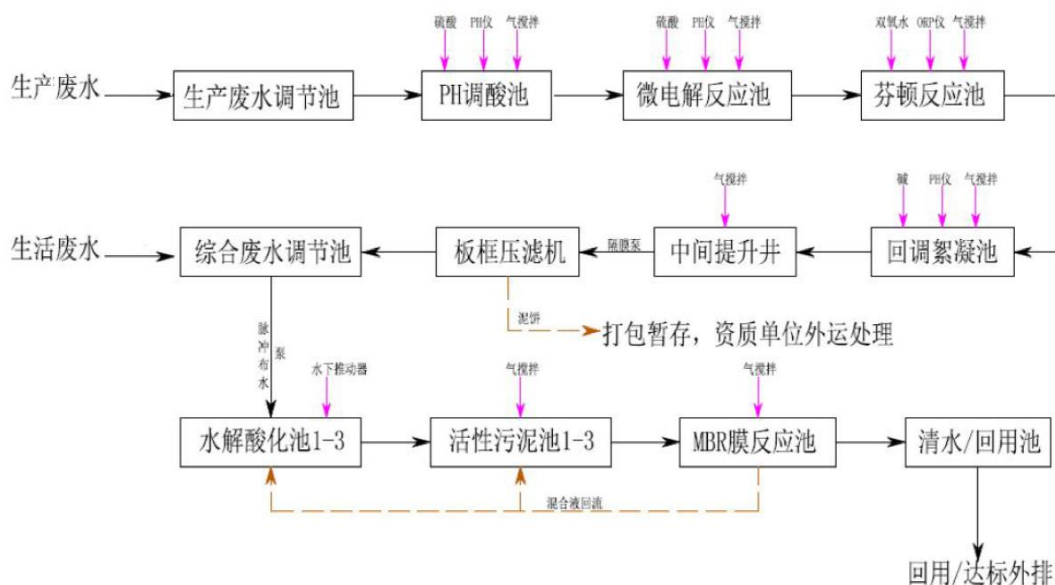 硫酸 PH仪 气搅拌
硫酸 PH仪 气搅拌
双氧水 ORP仪 气搅拌
生产废水
生产废水调节池
PH调酸池
微电解反应池
芬顿反应池
气搅拌
碱 PH仪 气搅拌
生活废水
综合废水调节池
板框压滤机
隔膜泵
中间提升井
回调絮凝池
泥饼
打包暂存，资质单位外运处理
脉冲布水
泵
水下推动器
气搅拌
气搅拌
水解酸化池1-3
活性污泥池1-3
MBR膜反应池
清水/回用池
混合液回流
回用/达标外排